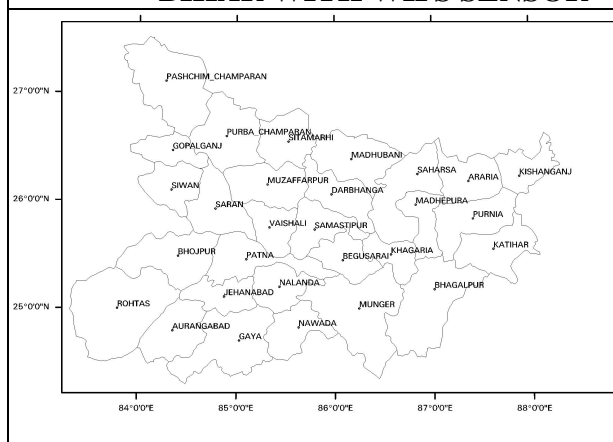 27°0'0"N
26°0'0"N
25°0'0"N
PASHCHIM_CHAMPARAN
PURBA_CHAMPARAN
SITAMARHI
GOPALGANJ
MADHUBANI
SAHARSA
ARARIA
KISHANGANJ
SIWAN
MUZAFFARPUR
DARBHANGA
SARAN
MADHEPURA
PURNIA
VAISHALI
SAMASTIPUR
KATIHAR
BHOJPUR
PATNA
BEGUSARAI
KHAGARIA
JEHANABAD
NALANDA
BHAGALPUR
ROHTAS
MUNGER
AURANGABAD
NAWADA
GAYA
84°0'0"E
85°0'0"E
86°0'0"E
87°0'0"E
88°0'0"E